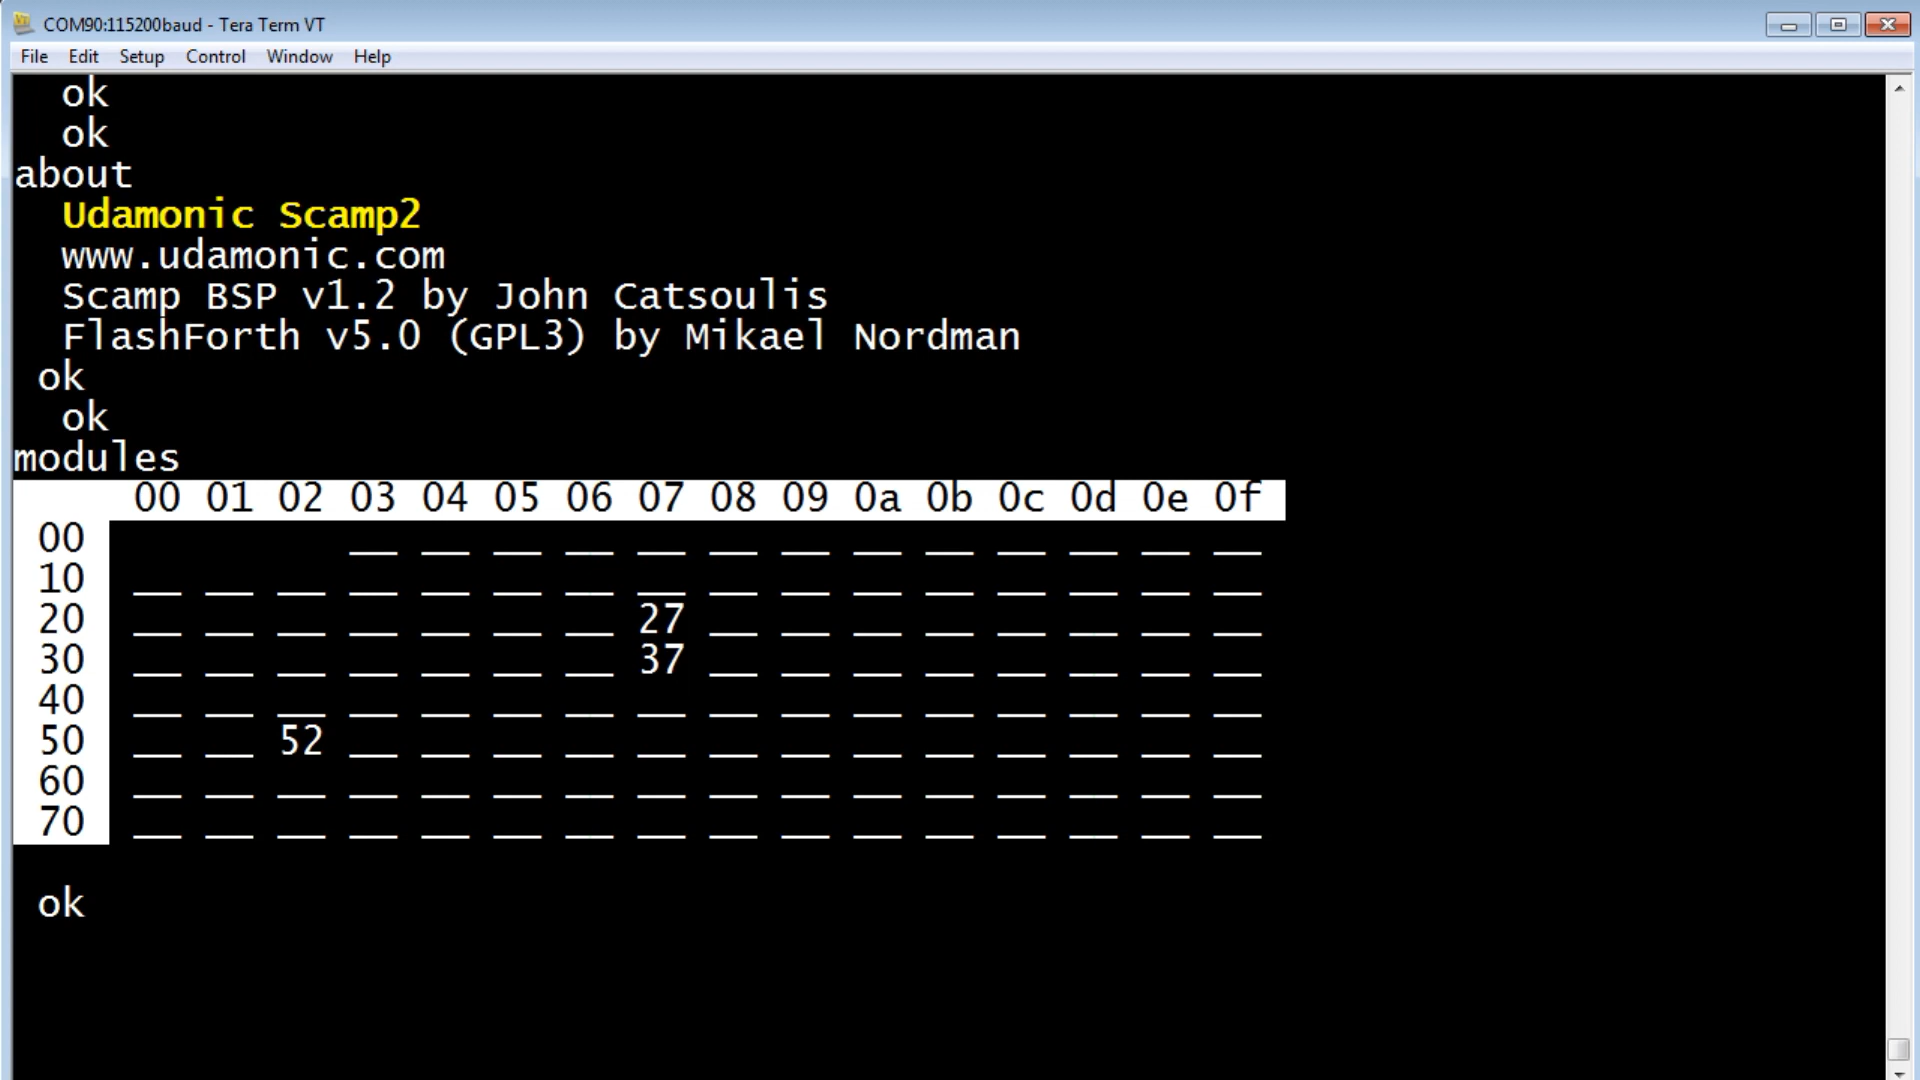 COM90:115200baud - Tera Term VT
File Edit Setup Control Window Help
ok
ok
about
Udamonic Scamp2
www.udamonic.com
Scamp BSP v1.2 by John Catsoulis
FlashForth v5.0 (GPL3) by Mikael Nordman
ok
ok
modules
00 01 02 03 04 05 06 07 08 09 0a 0b 0c 0d 0e 0f
00 __ __ __ __ __ __ __ __ __ __ __ __ __
10 __ __ __ __ __ __ __ __ __ __ __ __ __ __ __ __
20 __ __ __ __ __ __ __ 27 __ __ __ __ __ __ __ __
30 __ __ __ __ __ __ __ 37 __ __ __ __ __ __ __ __
40 __ __ __ __ __ __ __ __ __ __ __ __ __ __ __ __
50 __ __ 52 __ __ __ __ __ __ __ __ __ __ __ __ __
60 __ __ __ __ __ __ __ __ __ __ __ __ __ __ __ __
70 __ __ __ __ __ __ __ __ __ __ __ __ __ __ __ __
ok